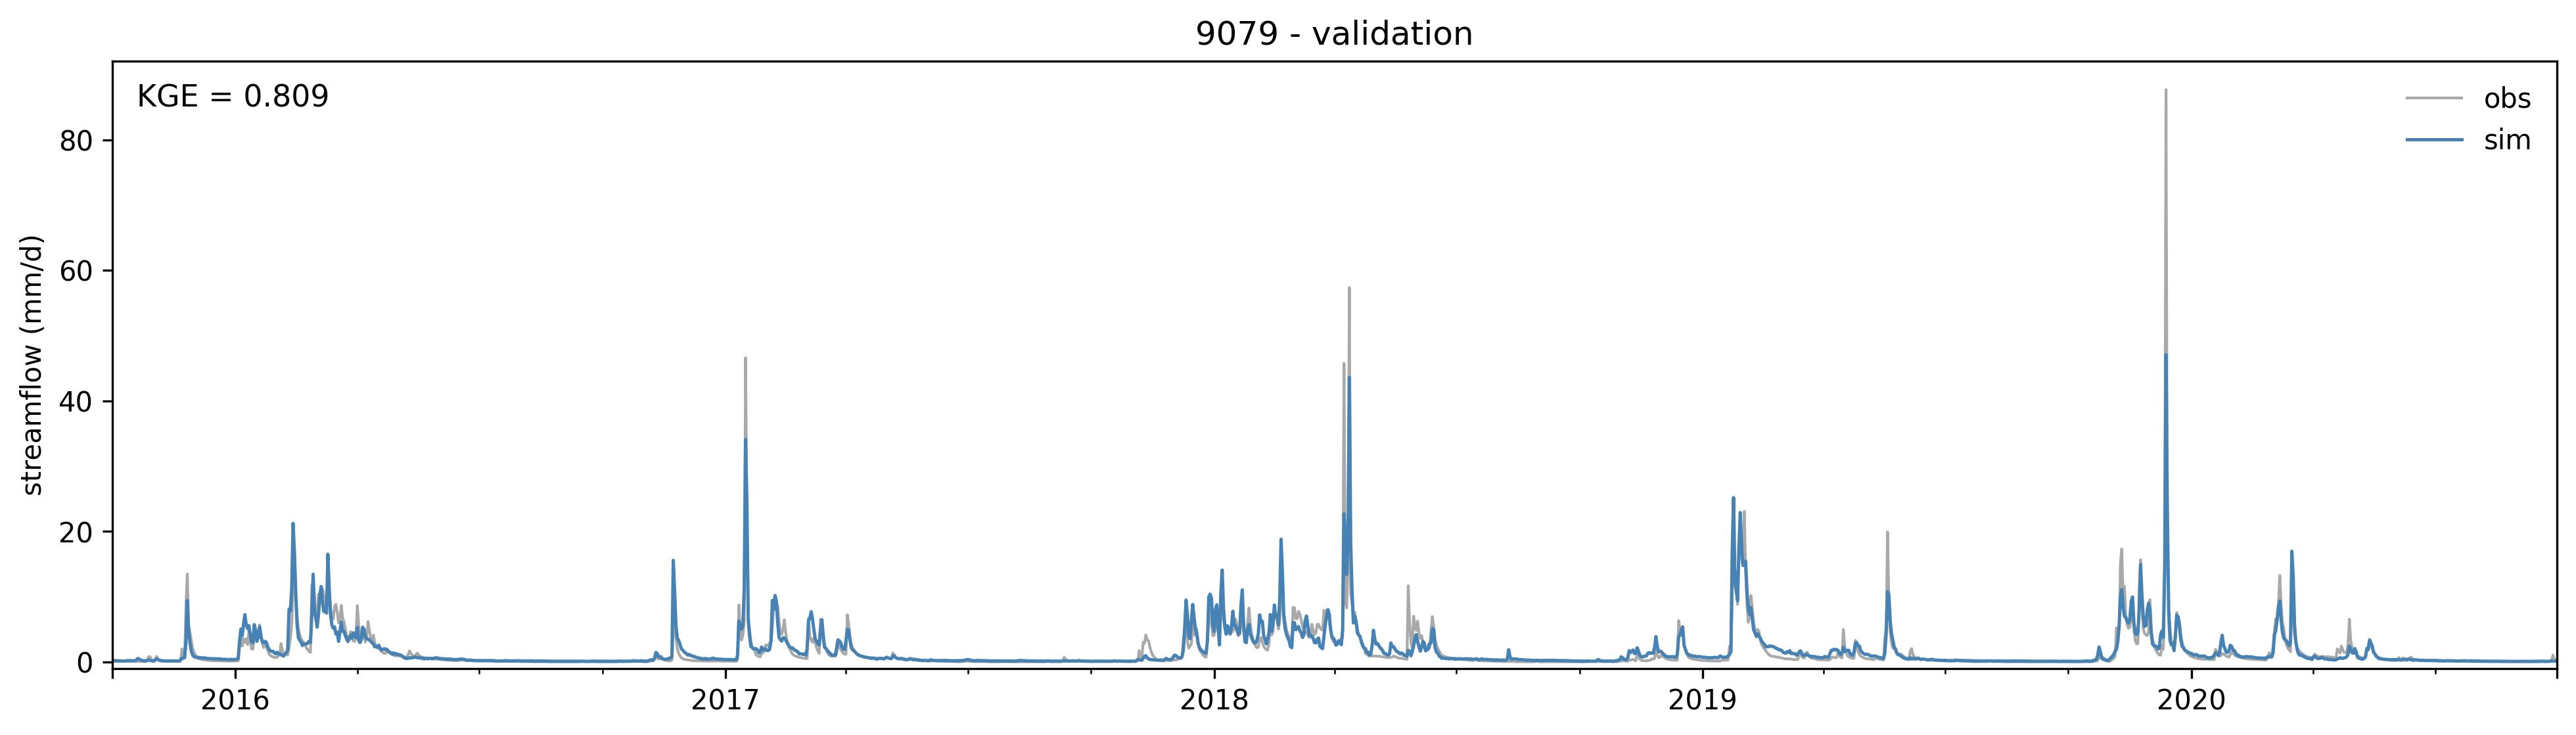 9079 - validation
KGE = 0.809
obs
sim
streamflow (mm/d)
80
60
40
20
0
2016 2017 2018 2019 2020